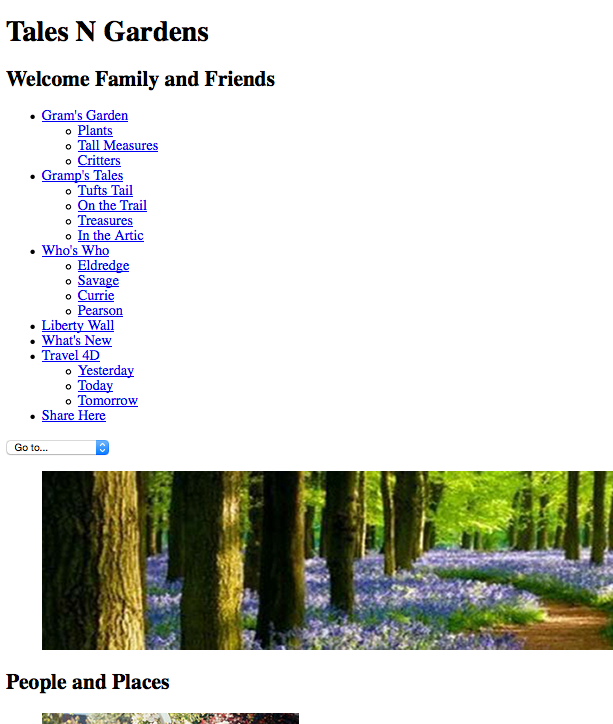 Tales N Gardens
Welcome Family and Friends
Gram's Garden
Plants
Tall Measures
Critters
Gramp's Tales
Tufts Tail
On the Trail
Treasures
In the Artic
Who's Who
Eldredge
Savage
Currie
Pearson
Liberty Wall
What's New
Travel 4D
Yesterday
Today
Tomorrow
Share Here
Go to...
People and Places